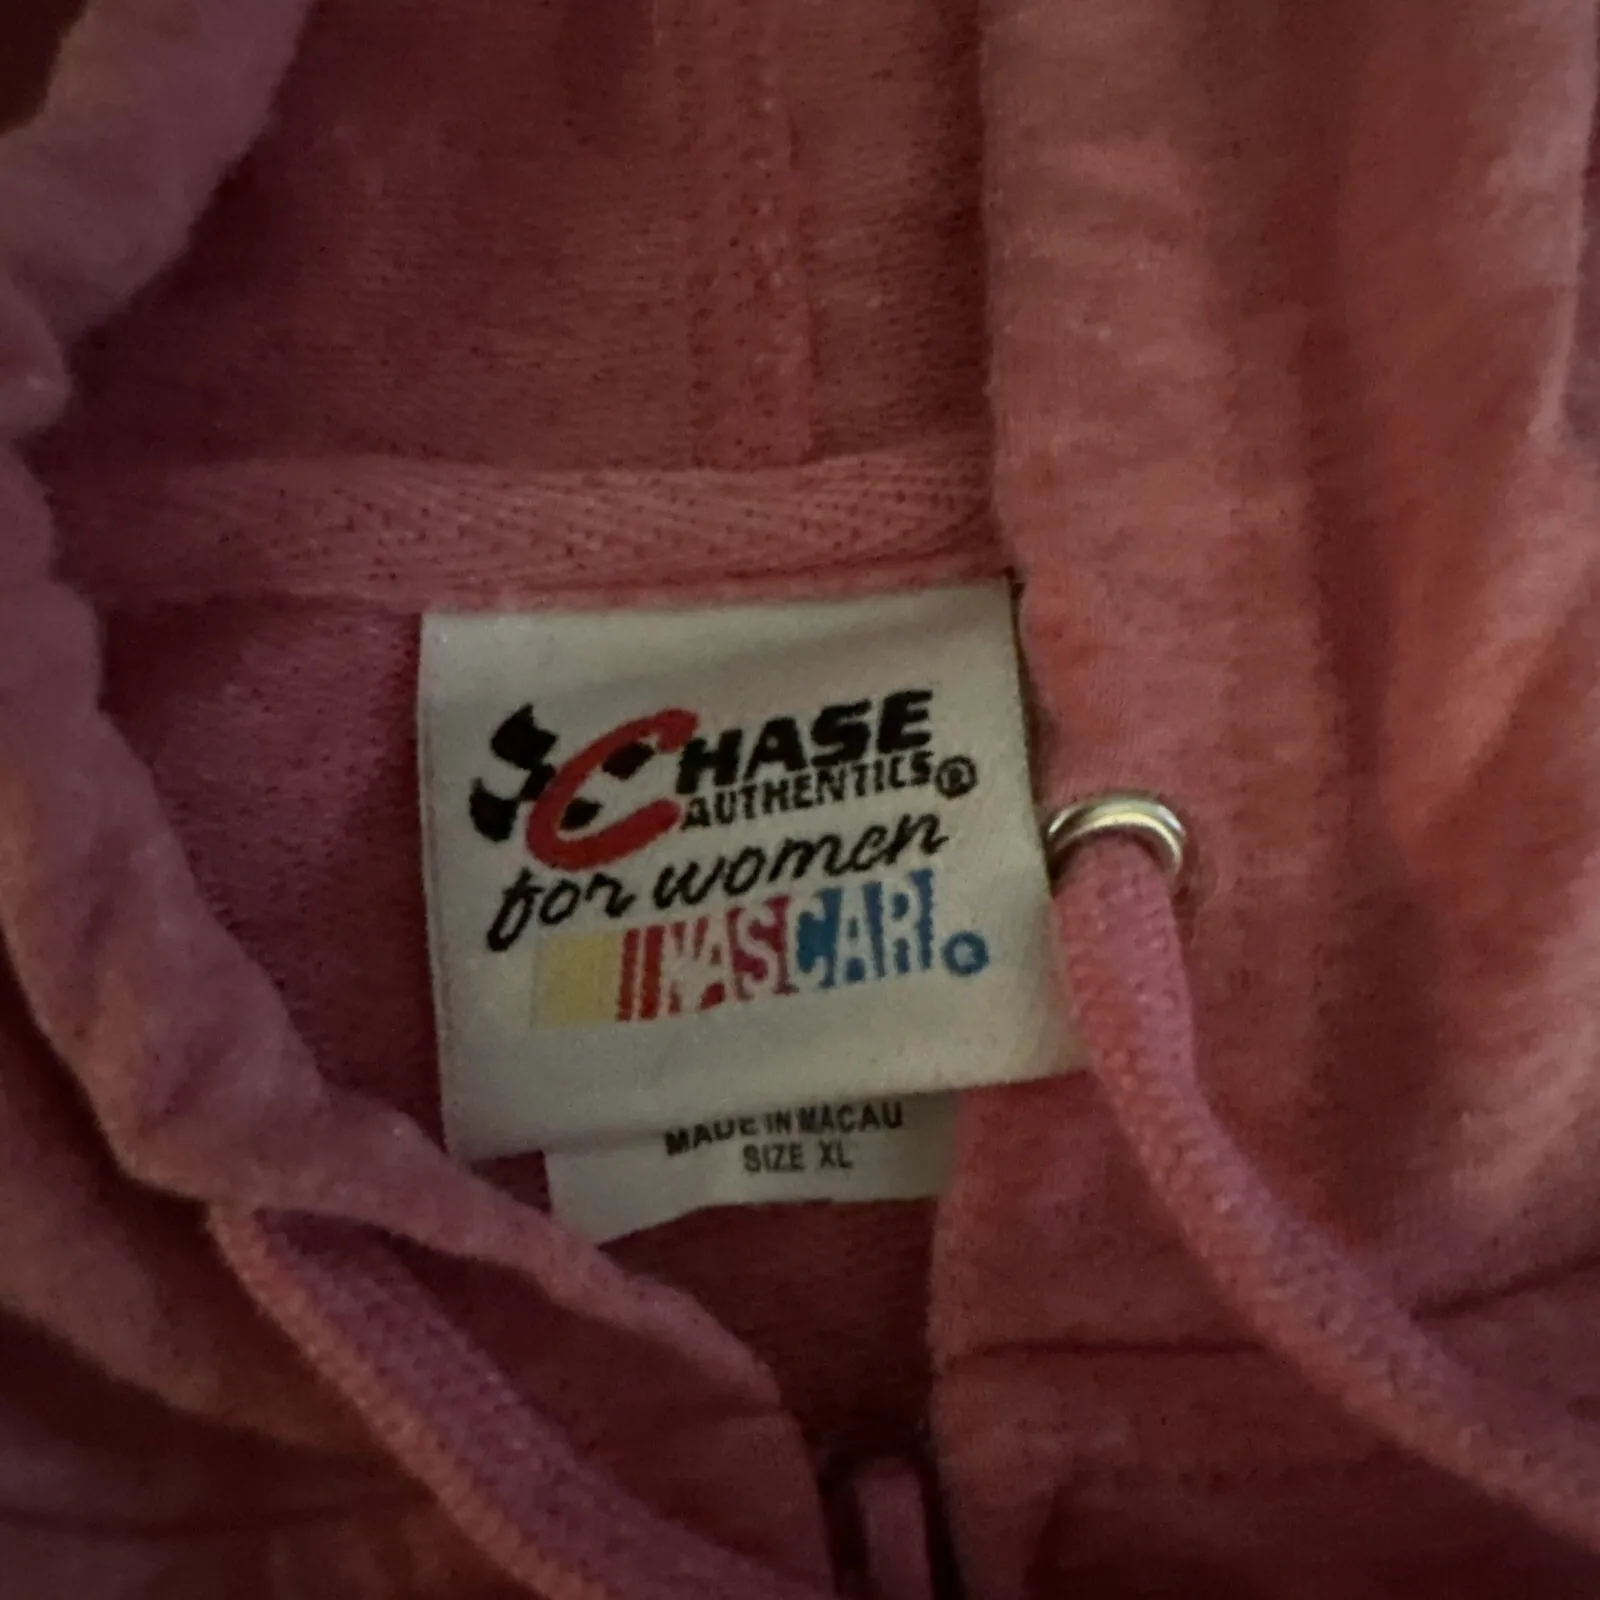 CHASE
AUTHENTICS®
for women
NASCAR®
MADE IN MACAU
SIZE XL